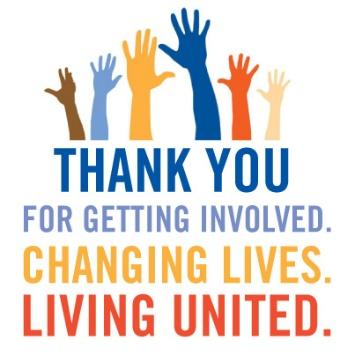 THANK YOU
FOR GETTING INVOLVED.
CHANGING LIVES.
LIVING UNITED.